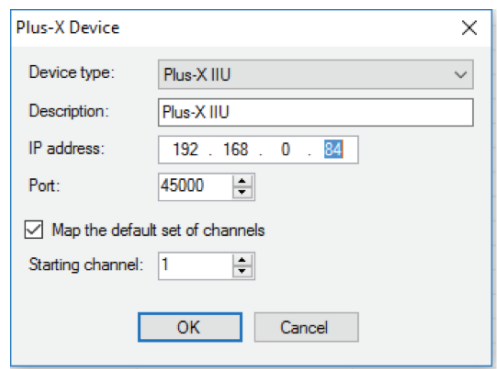 Plus-X Device
Device type: Plus-X IIU
Description: Plus-X IIU
IP address: 192 . 168 . 0 . 84
Port: 45000
Map the default set of channels
Starting channel: 1
OK Cancel